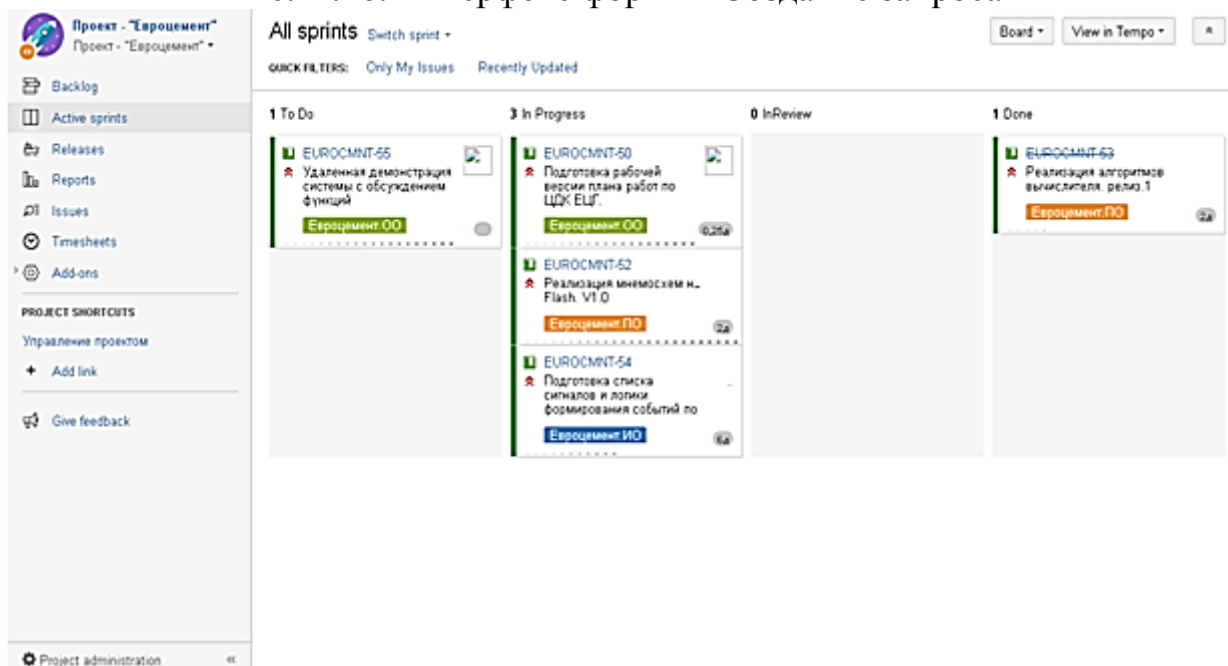 Проект - "Евроцемент"
Проект - "Евроцемент"
Backlog
Active sprints
Releases
Reports
Issues
Timesheets
Add-ons
PROJECT SHORTCUTS
Управление проектом
+ Add link
Give feedback
Project administration «
All sprints Switch sprint
Board
View in Tempo
QUICK FILTERS: Only My Issues Recently Updated
1 To Do
EUROCMNT-55
Удаленная демонстрация
системы с обсуждением
функций
Евроцемент.ОО
3 In Progress
EUROCMNT-50
Подготовка рабочей
версии плана работ по
ЦДК ЕЦГ.
Евроцемент.ОО
0,25д
EUROCMNT-52
Реализация мнемосхем н...
Flash. V1.0
Евроцемент.ПО
2д
EUROCMNT-54
Подготовка списка
сигналов и логики
формирования событий по
Евроцемент.ИО
6д
0 InReview
1 Done
EUROCMNT-53
Реализация алгоритмов
вычислителя. релиз.1
Евроцемент.ПО
2д